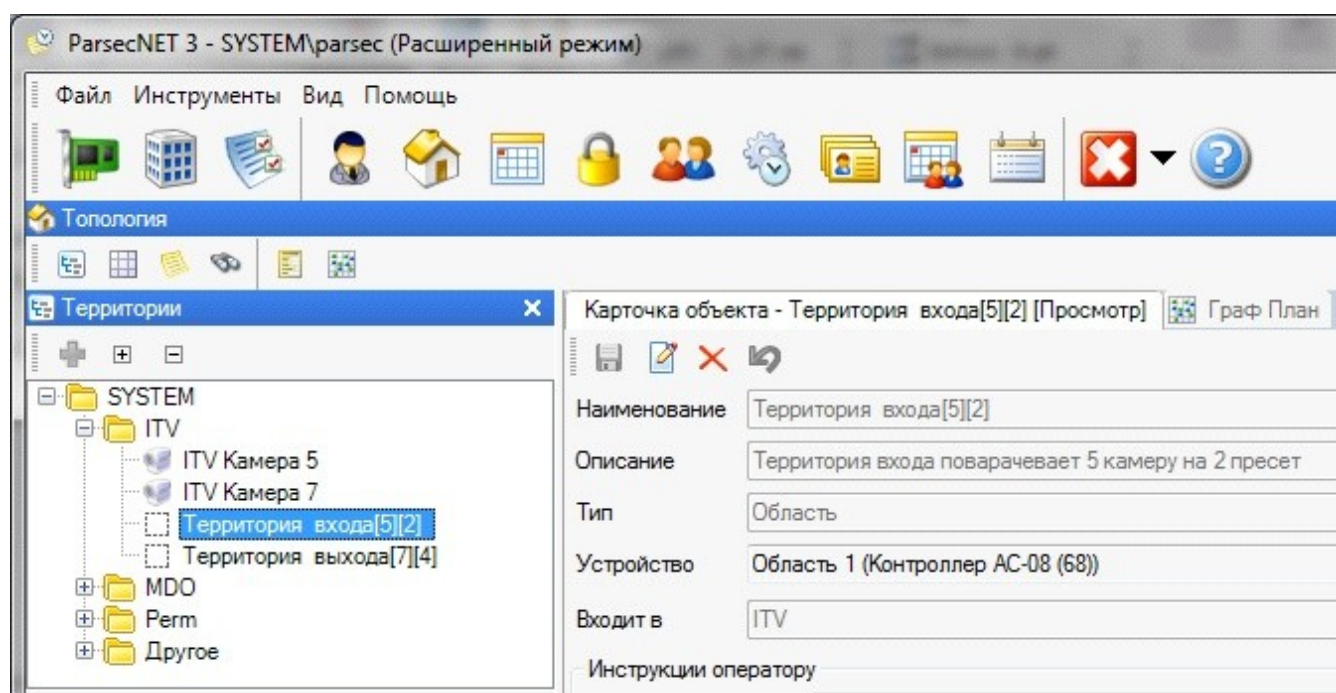 ParsecNET 3 - SYSTEM\parsec (Расширенный режим)
Файл Инструменты Вид Помощь
Топология
Территории
SYSTEM
ITV
ITV Камера 5
ITV Камера 7
Территория входа[5][2]
Территория выхода[7][4]
MDO
Perm
Другое
Карточка объекта - Территория входа[5][2] [Просмотр] Граф План
Наименование Территория входа[5][2]
Описание Территория входа поварачевает 5 камеру на 2 пресет
Тип Область
Устройство Область 1 (Контроллер AC-08 (68))
Входит в ITV
Инструкции оператору